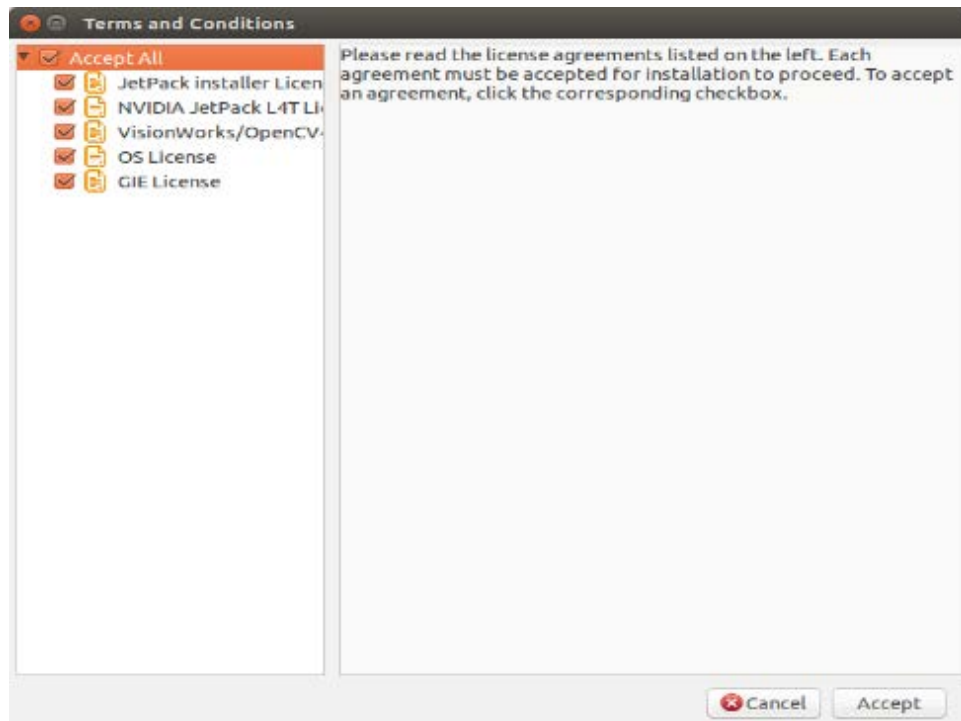 Terms and Conditions
Accept All
JetPack installer Licen
NVIDIA JetPack L4T Li
VisionWorks/OpenCV
OS License
GIE License
Please read the license agreements listed on the left. Each
agreement must be accepted for installation to proceed. To accept
an agreement, click the corresponding checkbox.
Cancel
Accept